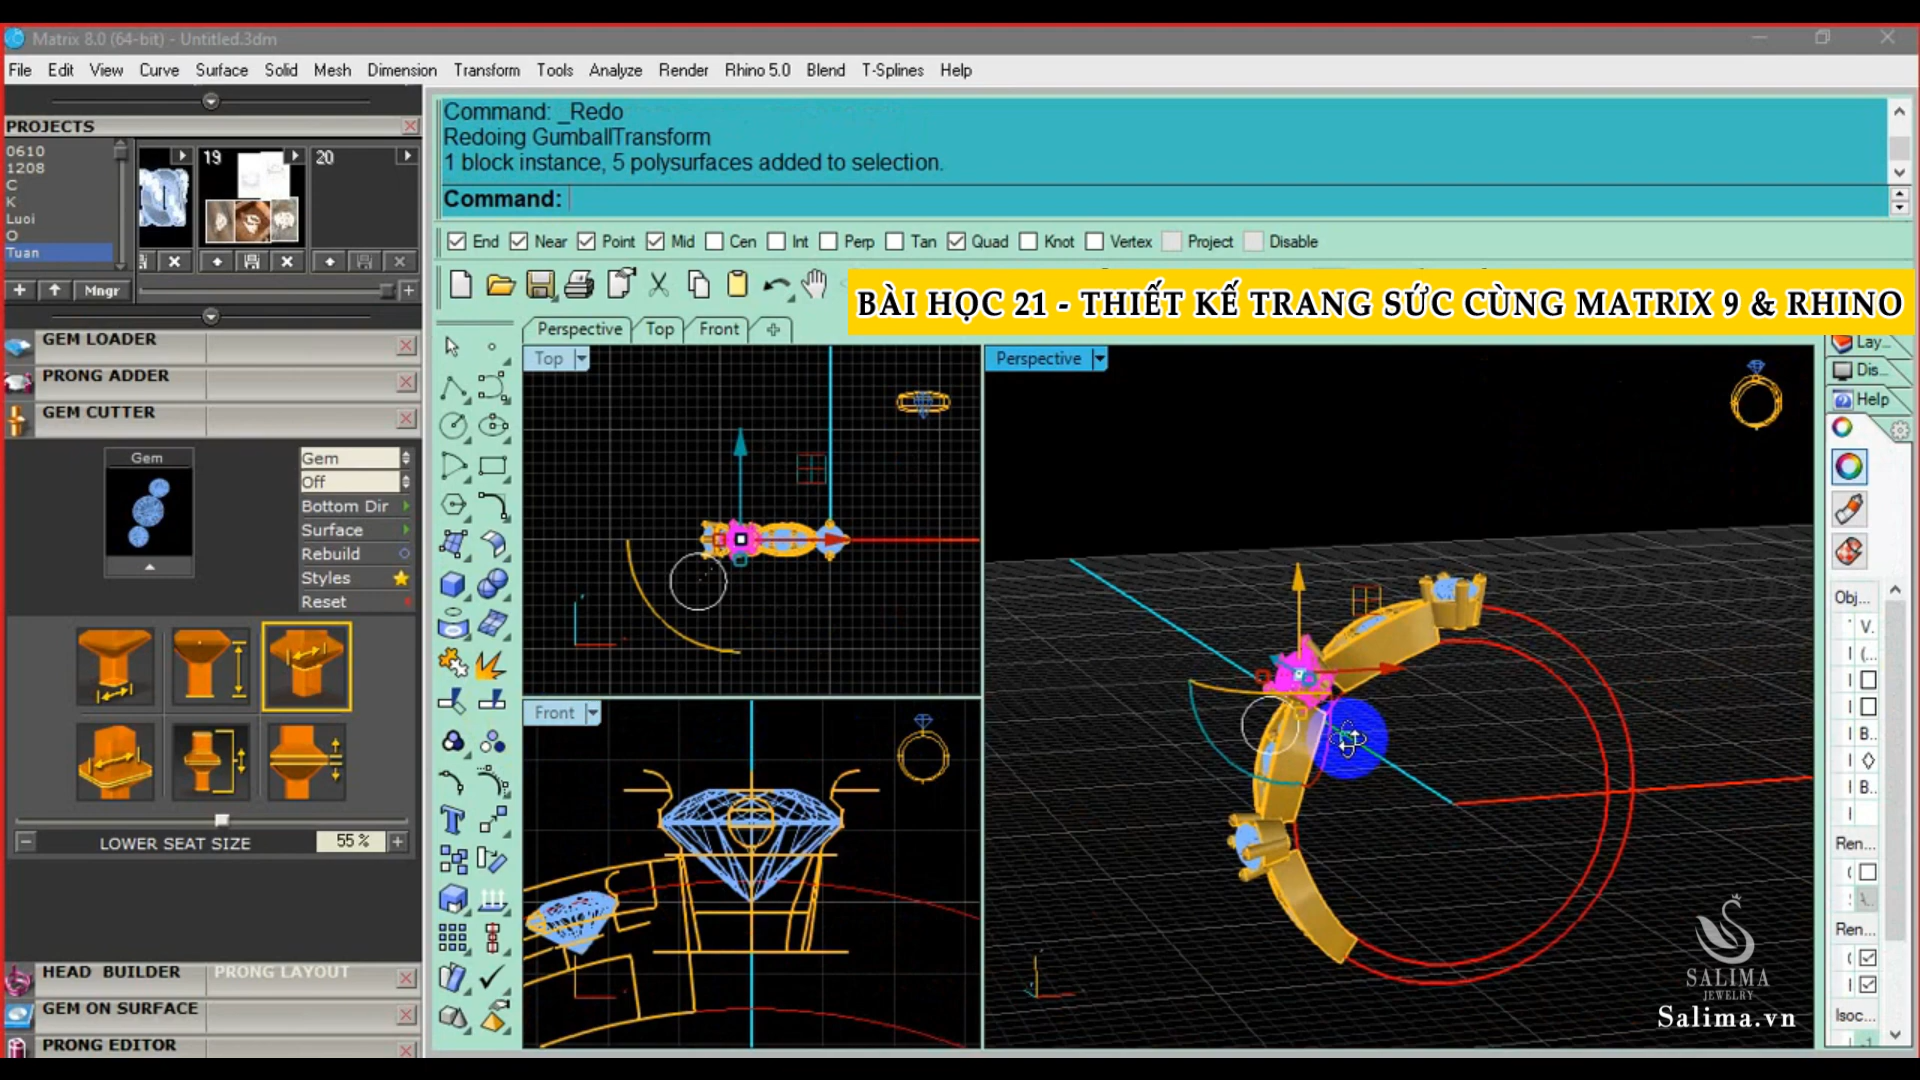 Matrix 8.0 (64-bit) - Untitled.3dm
File Edit View Curve Surface Solid Mesh Dimension Transform Tools Analyze Render Rhino 5.0 Blend T-Splines Help
PROJECTS
0610
1208
C
K
Luoi
O
Tuan
19
20
Mngr
Command: _Redo
Redoing GumballTransform
1 block instance, 5 polysurfaces added to selection.
Command:
End Near Point Mid Cen Int Perp Tan Quad Knot Vertex Project Disable
BÀI HỌC 21 - THIẾT KẾ TRANG SỨC CÙNG MATRIX 9 & RHINO
Perspective Top Front
GEM LOADER
PRONG ADDER
GEM CUTTER
Gem
Gem
Off
Bottom Dir
Surface
Rebuild
Styles
Reset
LOWER SEAT SIZE 55 %
HEAD BUILDER PRONG LAYOUT
GEM ON SURFACE
PRONG EDITOR
Top
Front
Perspective
Lay...
Dis...
Help
Obj...
V.
(...
B..
B..
Ren...
Ren...
Isoc...
SALIMA
JEWELRY
Salima.vn